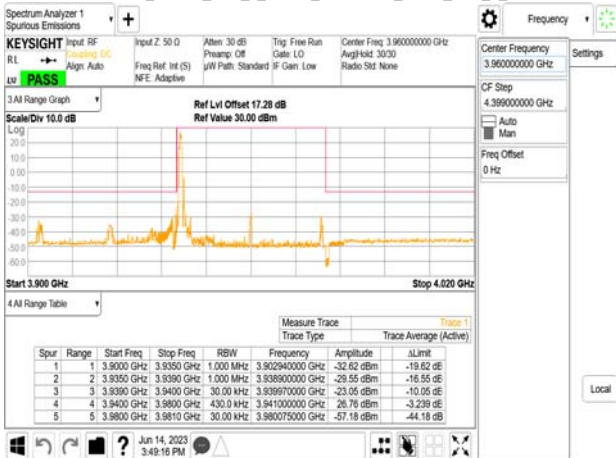 Spectrum Analyzer 1
Spurious Emissions
Frequency
KEYSIGHT Input: RF Input Z: 50 Ω Atten: 30 dB Trig: Free Run Center Freq: 3.960000000 GHz
RL Coupling: DC Preamp: Off Gate: LO Avg|Hold: 30/30
Align: Auto Freq Ref: Int (S) µW Path: Standard IF Gain: Low Radio Std: None
NFE: Adaptive
LV PASS
Center Frequency
3.960000000 GHz
Settings
CF Step
4.399000000 GHz
Auto
Man
Freq Offset
0 Hz
Local
3 All Range Graph
Ref Lvl Offset 17.28 dB
Scale/Div 10.0 dB Ref Value 30.00 dBm
Log
20.0
10.0
0.00
-10.0
-20.0
-30.0
-40.0
-50.0
-60.0
Start 3.900 GHz Stop 4.020 GHz
4 All Range Table
Measure Trace Trace 1
Trace Type Trace Average (Active)
Spur Range Start Freq Stop Freq RBW Frequency Amplitude ΔLimit
1 1 3.9000 GHz 3.9350 GHz 1.000 MHz 3.902940000 GHz -32.62 dBm -19.62 dB
2 2 3.9350 GHz 3.9390 GHz 1.000 MHz 3.938900000 GHz -29.55 dBm -16.55 dB
3 3 3.9390 GHz 3.9400 GHz 30.00 kHz 3.939970000 GHz -23.05 dBm -10.05 dB
4 4 3.9400 GHz 3.9800 GHz 430.0 kHz 3.941000000 GHz 26.76 dBm -3.239 dB
5 5 3.9800 GHz 3.9810 GHz 30.00 kHz 3.980075000 GHz -57.18 dBm -44.18 dB
Jun 14, 2023
3:49:16 PM